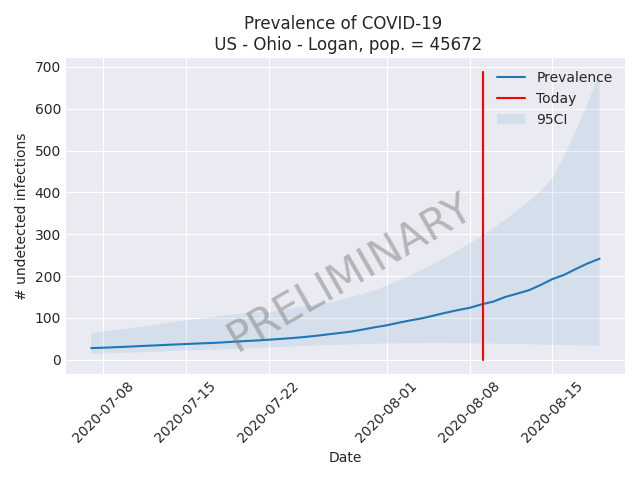 Prevalence of COVID-19
US - Ohio - Logan, pop. = 45672
700
600
500
400
300
200
100
0
# undetected infections
Prevalence
Today
95CI
PRELIMINARY
2020-07-08
2020-07-15
2020-07-22
2020-08-01
2020-08-08
2020-08-15
Date